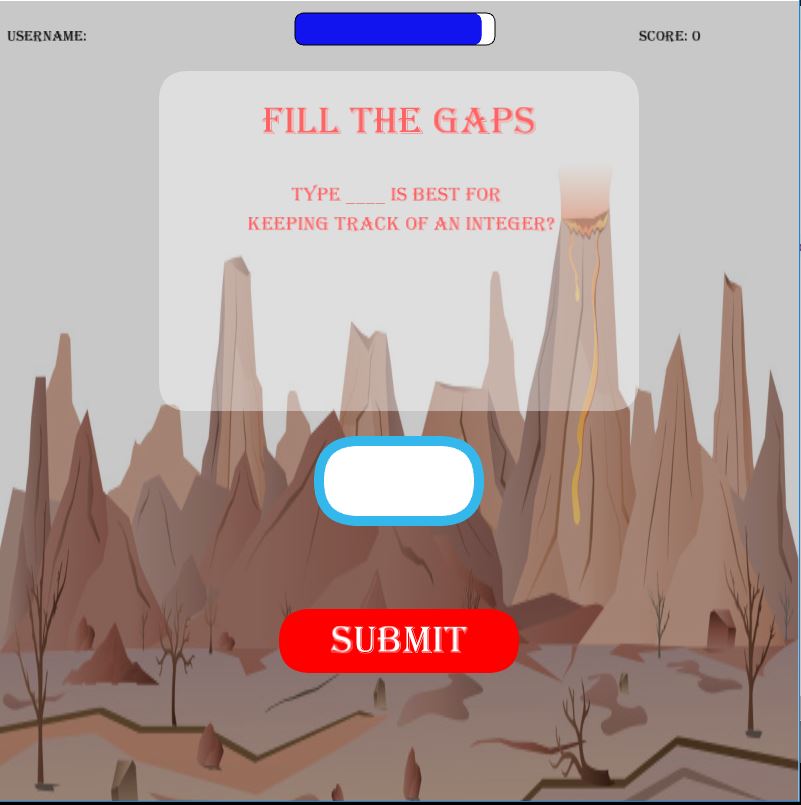 USERNAME:
SCORE: 0
FILL THE GAPS
TYPE ____ IS BEST FOR
KEEPING TRACK OF AN INTEGER?
SUBMIT